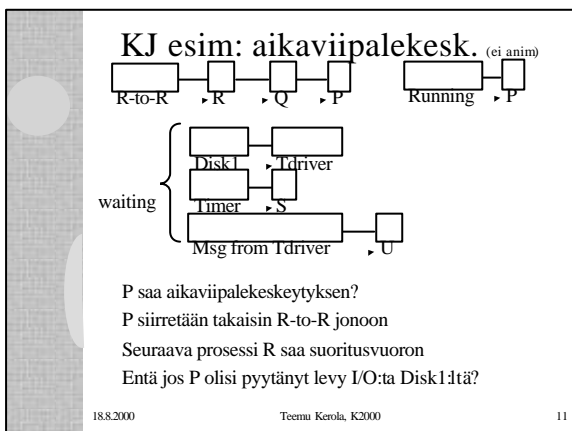 KJ esim: aikaviipalekesk. (ei anim)
R-to-R R Q P Running P
Disk1 Tdriver
waiting Timer S
Msg from Tdriver U
P saa aikaviipalekeskeytyksen?
P siirretään takaisin R-to-R jonoon
Seuraava prosessi R saa suoritusvuoron
Entä jos P olisi pyytänyt levy I/O:ta Disk1:ltä?
18.8.2000 Teemu Kerola, K2000 11